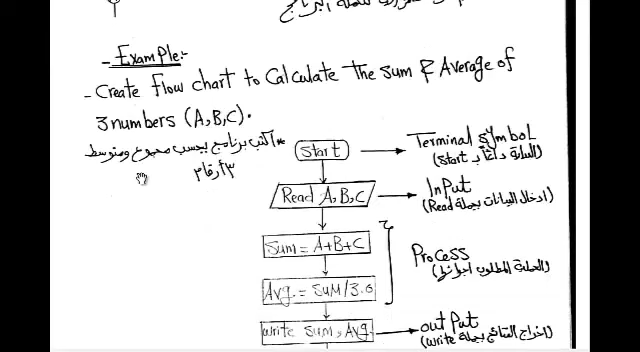 - Example:-
- Create flow chart to Calculate The Sum & Average of
3 numbers (A,B,C).
* اكتب برنامج يحسب مجموع ومتوسط
٣ أرقام
Start
Terminal Symbol
(البداية دائماً بـ Start)
Read A, B, C
InPut
(ادخال البيانات بجملة Read)
Sum = A+B+C
Process
(العملية المطلوب اجرائها)
Avg. = SUM/3.0
write Sum, Avg.
out Put
(اخراج النتائج بجملة Write)